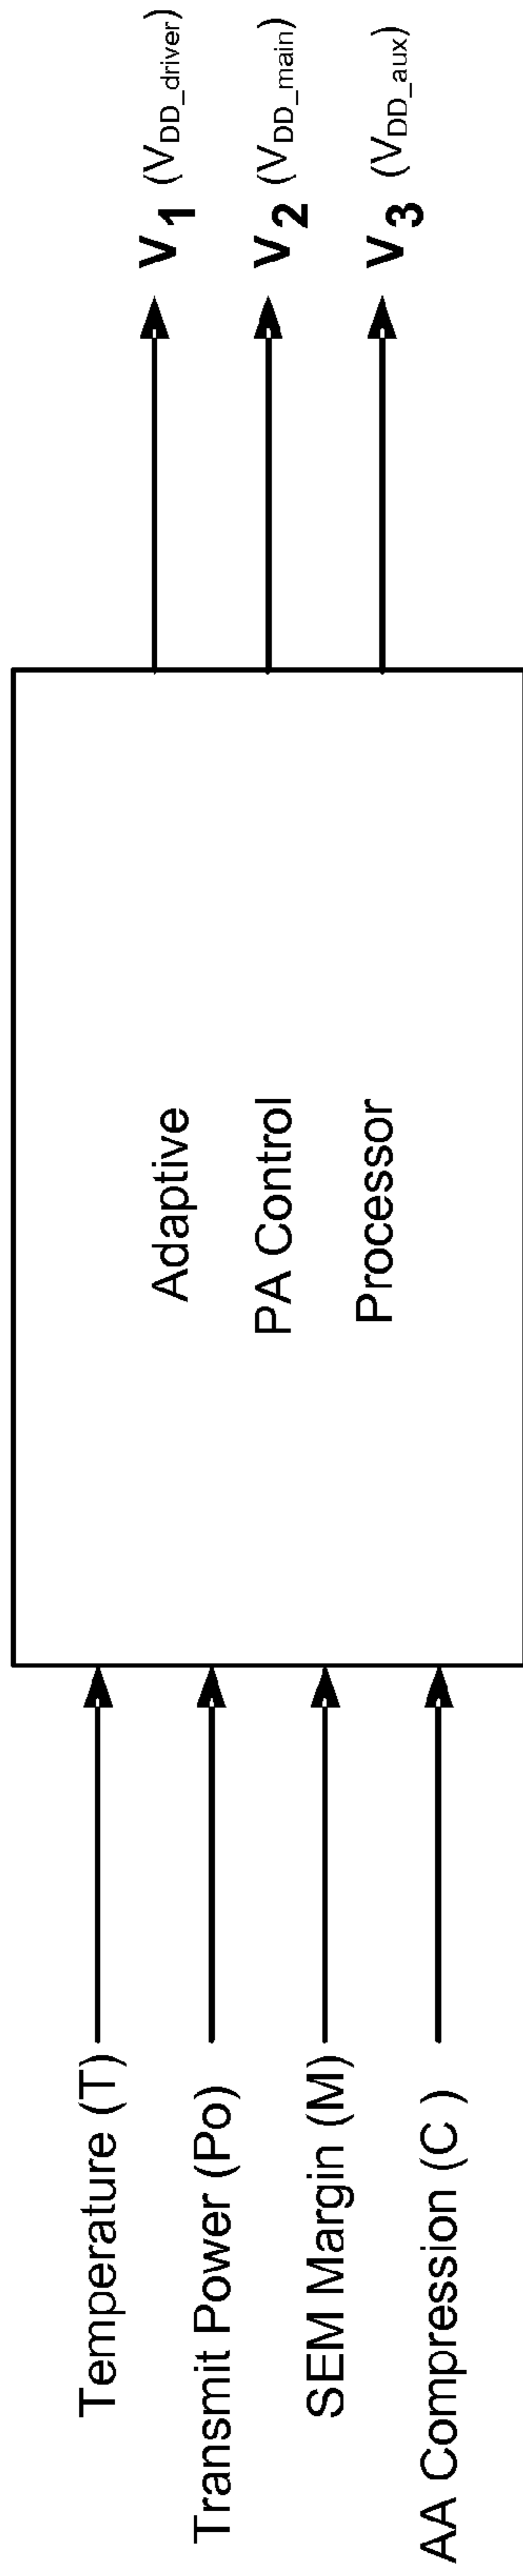 Temperature (T)
Transmit Power (Po)
SEM Margin (M)
AA Compression (C )
Adaptive
PA Control
Processor
V1 (VDD_driver)
V2 (VDD_main)
V3 (VDD_aux)